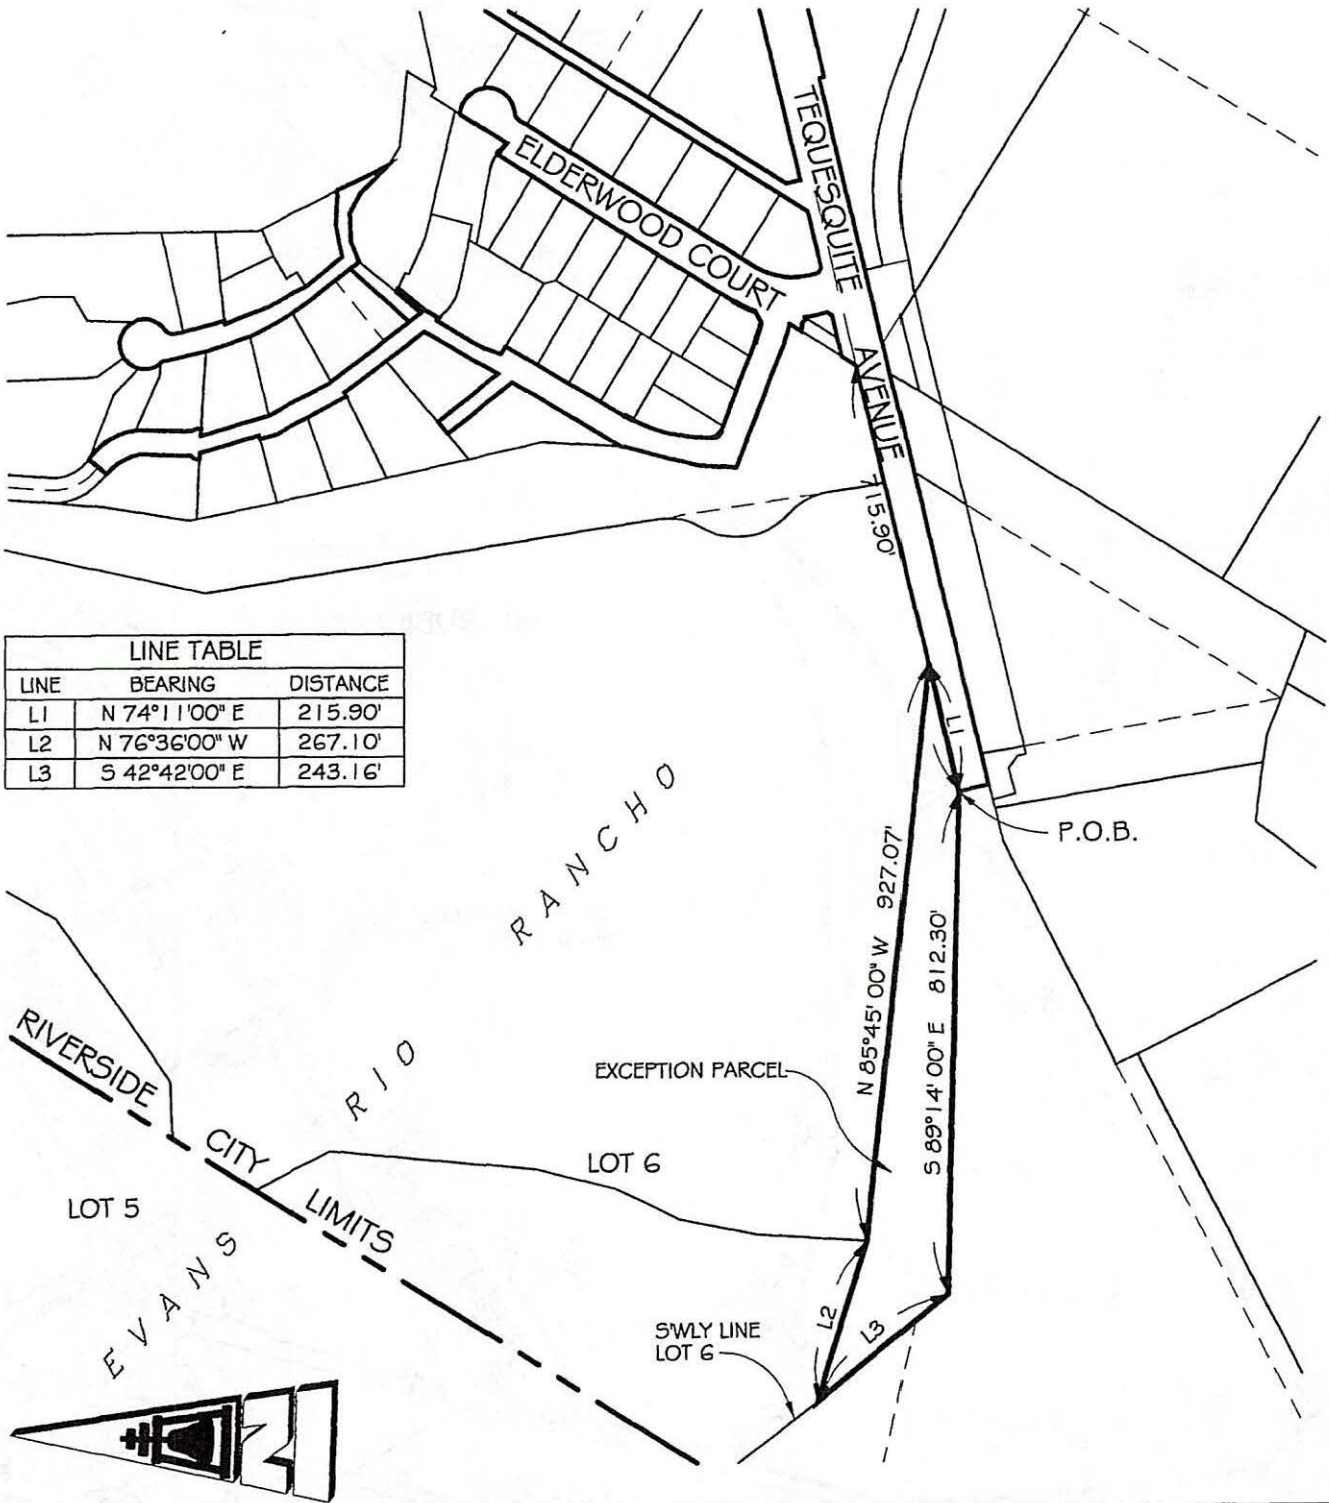 TEQUESQUITE
AVENUE
ELDERWOOD COURT
715.90'
LINE TABLE
LINE BEARING DISTANCE
L1 N 74°11'00" E 215.90'
L2 N 76°36'00" W 267.10'
L3 S 42°42'00" E 243.16'
L1
P.O.B.
RANCHO
N 85°45'00" W 927.07'
S 89°14'00" E 812.30'
RIVERSIDE
CITY
LIMITS
RIO
EXCEPTION PARCEL
LOT 6
LOT 5
EVANS
L2
L3
S'WLY LINE
LOT 6
N